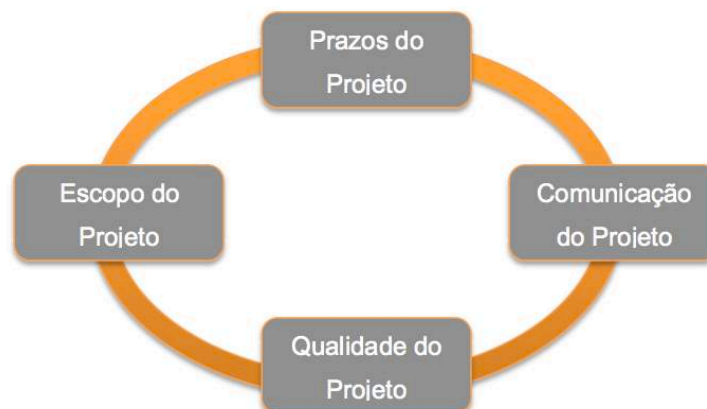 Prazos do
Projeto
Escopo do
Projeto
Comunicação
do Projeto
Qualidade do
Projeto